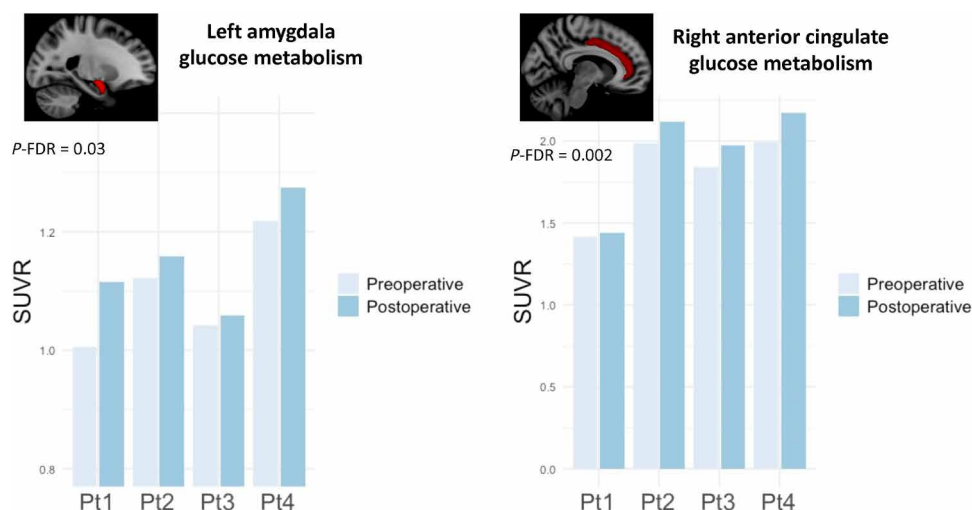 Left amygdala
glucose metabolism
P-FDR = 0.03
SUVR
1.2
1.0
0.8
Pt1 Pt2 Pt3 Pt4
Preoperative
Postoperative
Right anterior cingulate
glucose metabolism
P-FDR = 0.002
SUVR
2.0
1.5
1.0
0.5
0.0
Pt1 Pt2 Pt3 Pt4
Preoperative
Postoperative